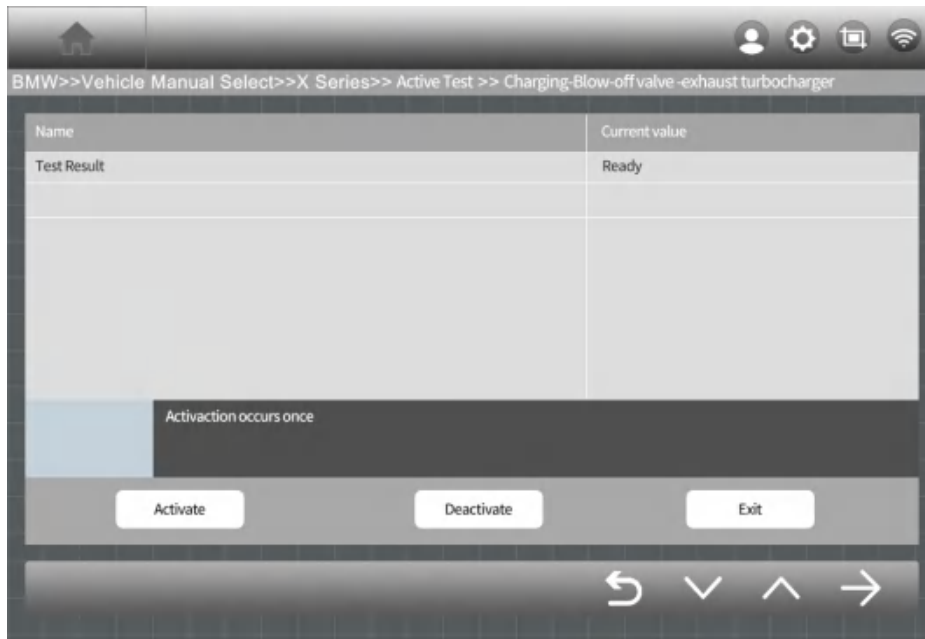 BMW>>Vehicle Manual Select>>X Series>> Active Test >> Charging-Blow-off valve -exhaust turbocharger
Name Current value
Test Result Ready
Activaction occurs once
Activate Deactivate Exit